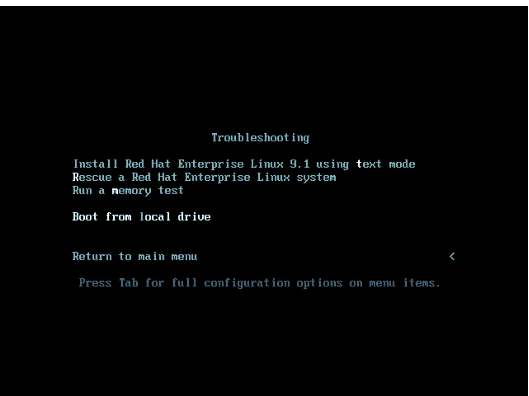 Troubleshooting
Install Red Hat Enterprise Linux 9.1 using text mode
Rescue a Red Hat Enterprise Linux system
Run a memory test
Boot from local drive
Return to main menu <
Press Tab for full configuration options on menu items.